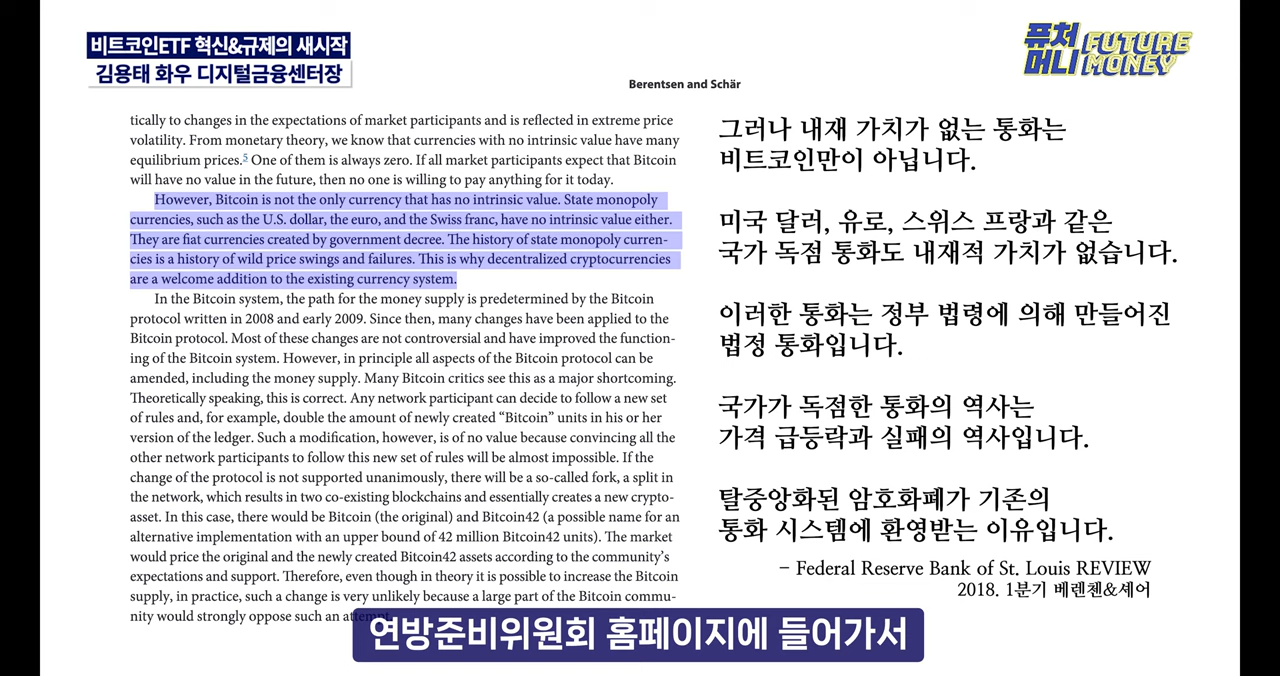 비트코인ETF 혁신&규제의 새시작
김용태 화우 디지털금융센터장
퓨처
머니
FUTURE
MONEY
Berentsen and Schär
tically to changes in the expectations of market participants and is reflected in extreme price
volatility. From monetary theory, we know that currencies with no intrinsic value have many
equilibrium prices.5 One of them is always zero. If all market participants expect that Bitcoin
will have no value in the future, then no one is willing to pay anything for it today.
However, Bitcoin is not the only currency that has no intrinsic value. State monopoly
currencies, such as the U.S. dollar, the euro, and the Swiss franc, have no intrinsic value either.
They are fiat currencies created by government decree. The history of state monopoly curren-
cies is a history of wild price swings and failures. This is why decentralized cryptocurrencies
are a welcome addition to the existing currency system.
In the Bitcoin system, the path for the money supply is predetermined by the Bitcoin
protocol written in 2008 and early 2009. Since then, many changes have been applied to the
Bitcoin protocol. Most of these changes are not controversial and have improved the function-
ing of the Bitcoin system. However, in principle all aspects of the Bitcoin protocol can be
amended, including the money supply. Many Bitcoin critics see this as a major shortcoming.
Theoretically speaking, this is correct. Any network participant can decide to follow a new set
of rules and, for example, double the amount of newly created “Bitcoin” units in his or her
version of the ledger. Such a modification, however, is of no value because convincing all the
other network participants to follow this new set of rules will be almost impossible. If the
change of the protocol is not supported unanimously, there will be a so-called fork, a split in
the network, which results in two co-existing blockchains and essentially creates a new crypto-
asset. In this case, there would be Bitcoin (the original) and Bitcoin42 (a possible name for an
alternative implementation with an upper bound of 42 million Bitcoin42 units). The market
would price the original and the newly created Bitcoin42 assets according to the community’s
expectations and support. Therefore, even though in theory it is possible to increase the Bitcoin
supply, in practice, such a change is very unlikely because a large part of the Bitcoin commu-
nity would strongly oppose such an attempt.
그러나 내재 가치가 없는 통화는
비트코인만이 아닙니다.
미국 달러, 유로, 스위스 프랑과 같은
국가 독점 통화도 내재적 가치가 없습니다.
이러한 통화는 정부 법령에 의해 만들어진
법정 통화입니다.
국가가 독점한 통화의 역사는
가격 급등락과 실패의 역사입니다.
탈중앙화된 암호화폐가 기존의
통화 시스템에 환영받는 이유입니다.
– Federal Reserve Bank of St. Louis REVIEW
2018. 1분기 베렌첸&셰어
연방준비위원회 홈페이지에 들어가서